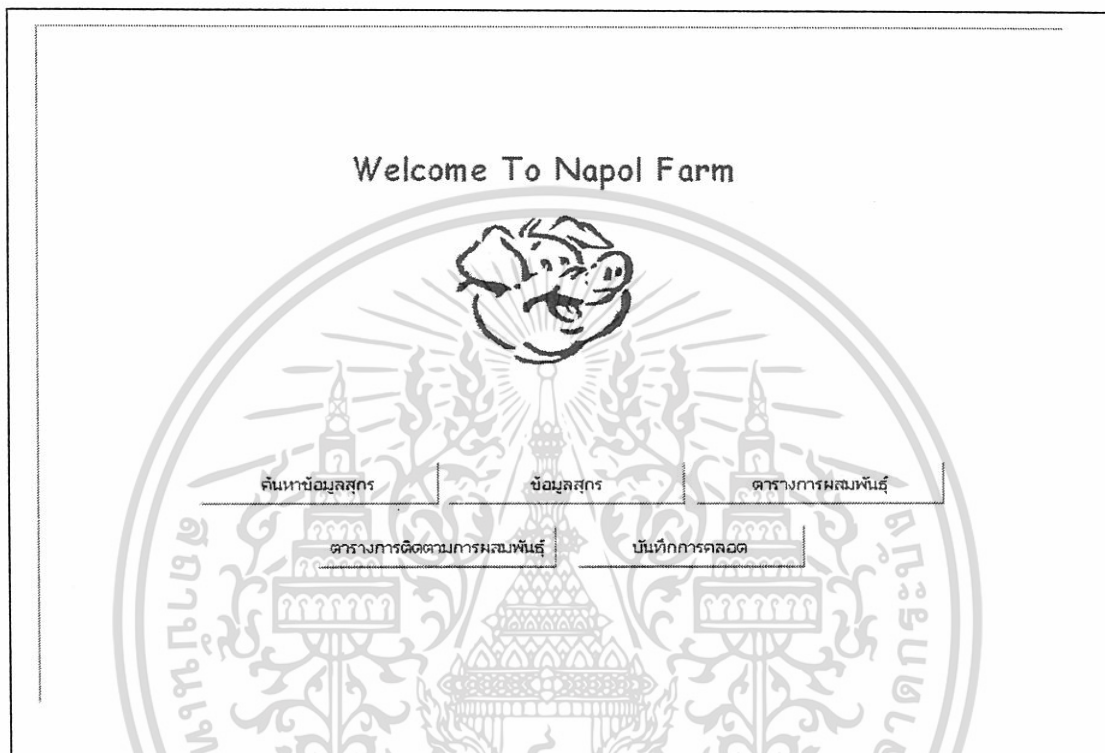 Welcome To Napol Farm
ค้นหาข้อมูลสุกร ข้อมูลสุกร ตารางการผสมพันธุ์
ตารางการติดตามการผสมพันธุ์ บันทึกการคลอด